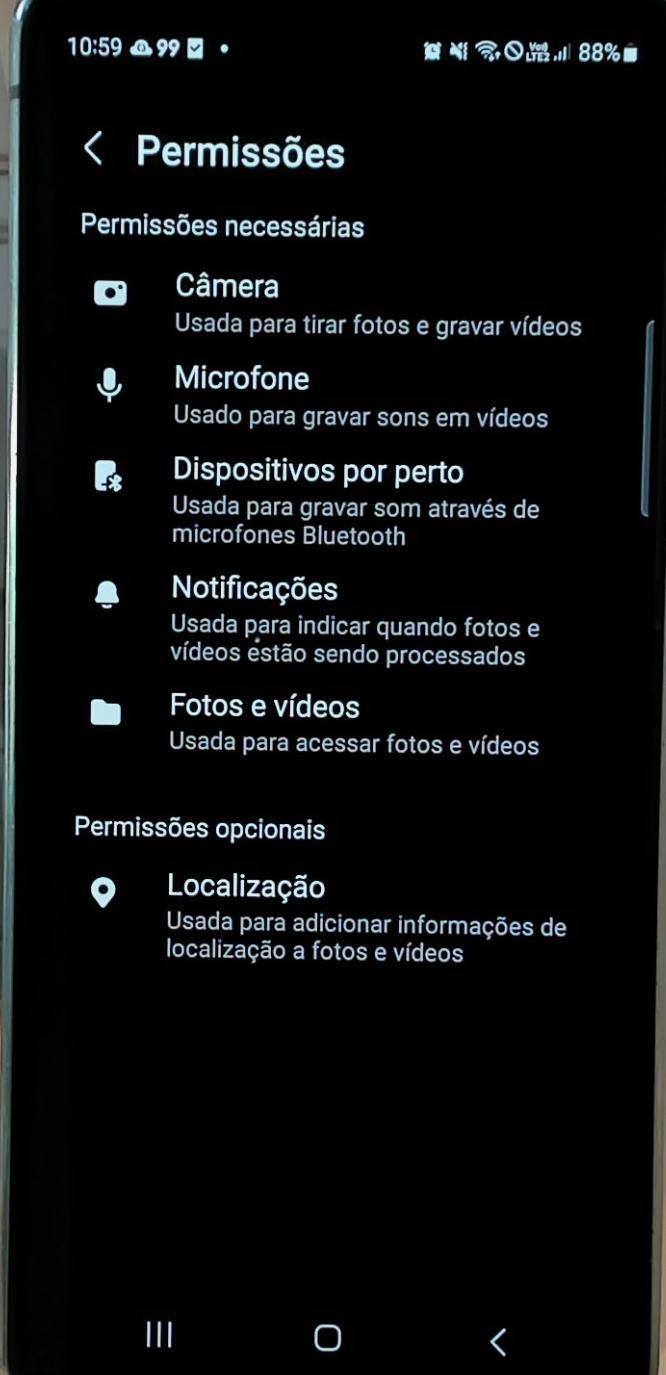 10:59 99 88%
Permissões
Permissões necessárias
Câmera
Usada para tirar fotos e gravar vídeos
Microfone
Usado para gravar sons em vídeos
Dispositivos por perto
Usada para gravar som através de
microfones Bluetooth
Notificações
Usada para indicar quando fotos e
vídeos estão sendo processados
Fotos e vídeos
Usada para acessar fotos e vídeos
Permissões opcionais
Localização
Usada para adicionar informações de
localização a fotos e vídeos